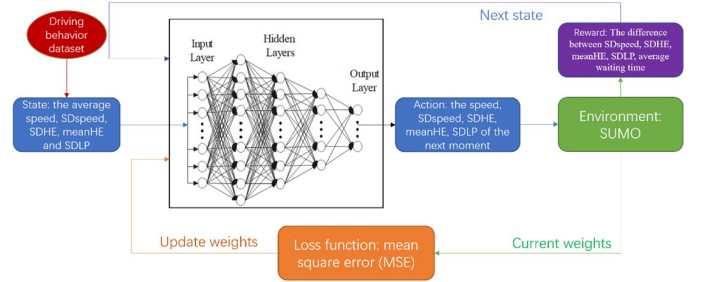 Driving
behavior
dataset
Next state
Reward: The difference
between SDspeed, SDHE,
meanHE, SDLP, average
waiting time
Input
Layer
Hidden
Layers
Output
Layer
State: the average
speed, SDspeed,
SDHE, meanHE
and SDLP
Action: the speed,
SDspeed, SDHE,
meanHE, SDLP of the
next moment
Environment:
SUMO
Update weights
Loss function: mean
square error (MSE)
Current weights